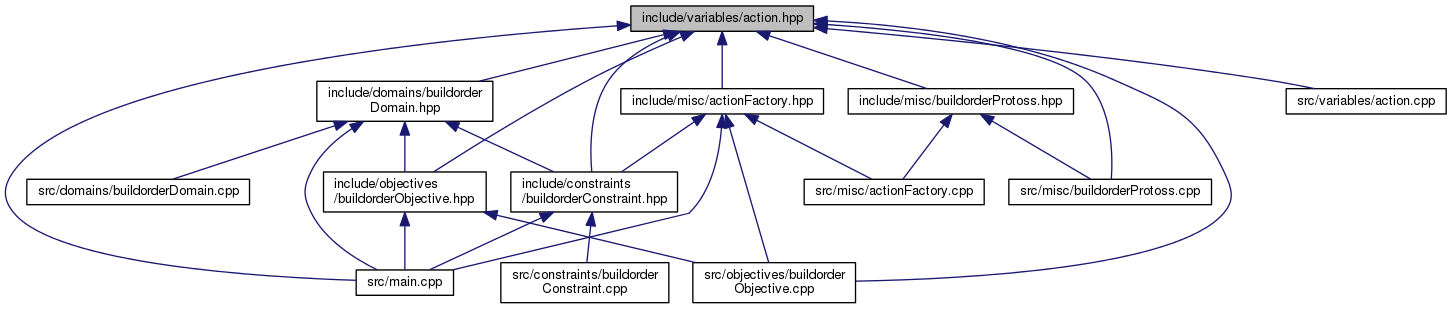 include/variables/action.hpp
include/domains/buildorder
Domain.hpp
include/misc/actionFactory.hpp
include/misc/buildorderProtoss.hpp
src/variables/action.cpp
src/domains/buildorderDomain.cpp
include/objectives
/buildorderObjective.hpp
include/constraints
/buildorderConstraint.hpp
src/misc/actionFactory.cpp
src/misc/buildorderProtoss.cpp
src/main.cpp
src/constraints/buildorder
Constraint.cpp
src/objectives/buildorder
Objective.cpp